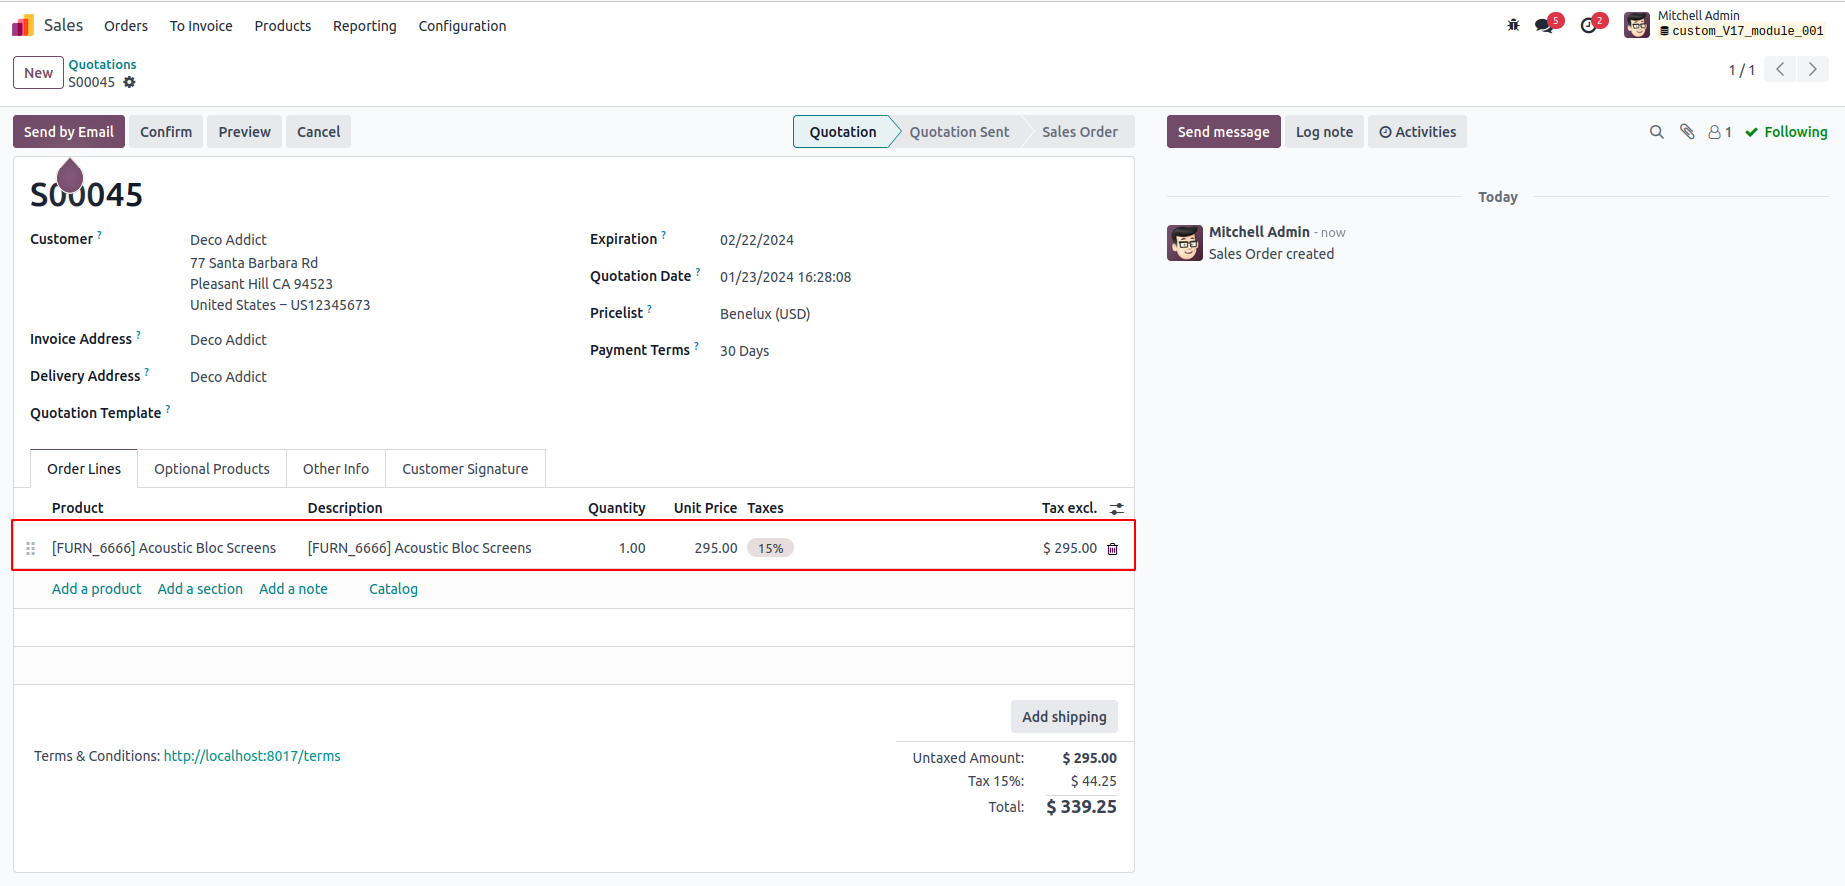 Sales Orders To Invoice Products Reporting Configuration 5 2 Mitchell Admin
custom_V17_module_001
New Quotations
S00045 1 / 1
Send by Email Confirm Preview Cancel Quotation Quotation Sent Sales Order Send message Log note Activities 1 Following
S00045
Today
Customer ? Deco Addict
77 Santa Barbara Rd
Pleasant Hill CA 94523
United States – US12345673
Invoice Address ? Deco Addict
Delivery Address ? Deco Addict
Quotation Template ?
Expiration ? 02/22/2024
Quotation Date ? 01/23/2024 16:28:08
Pricelist ? Benelux (USD)
Payment Terms ? 30 Days
Mitchell Admin - now
Sales Order created
Order Lines Optional Products Other Info Customer Signature
Product Description Quantity Unit Price Taxes Tax excl.
[FURN_6666] Acoustic Bloc Screens [FURN_6666] Acoustic Bloc Screens 1.00 295.00 15% $ 295.00
Add a product Add a section Add a note Catalog
Add shipping
Terms & Conditions: http://localhost:8017/terms
Untaxed Amount: $ 295.00
Tax 15%: $ 44.25
Total: $ 339.25